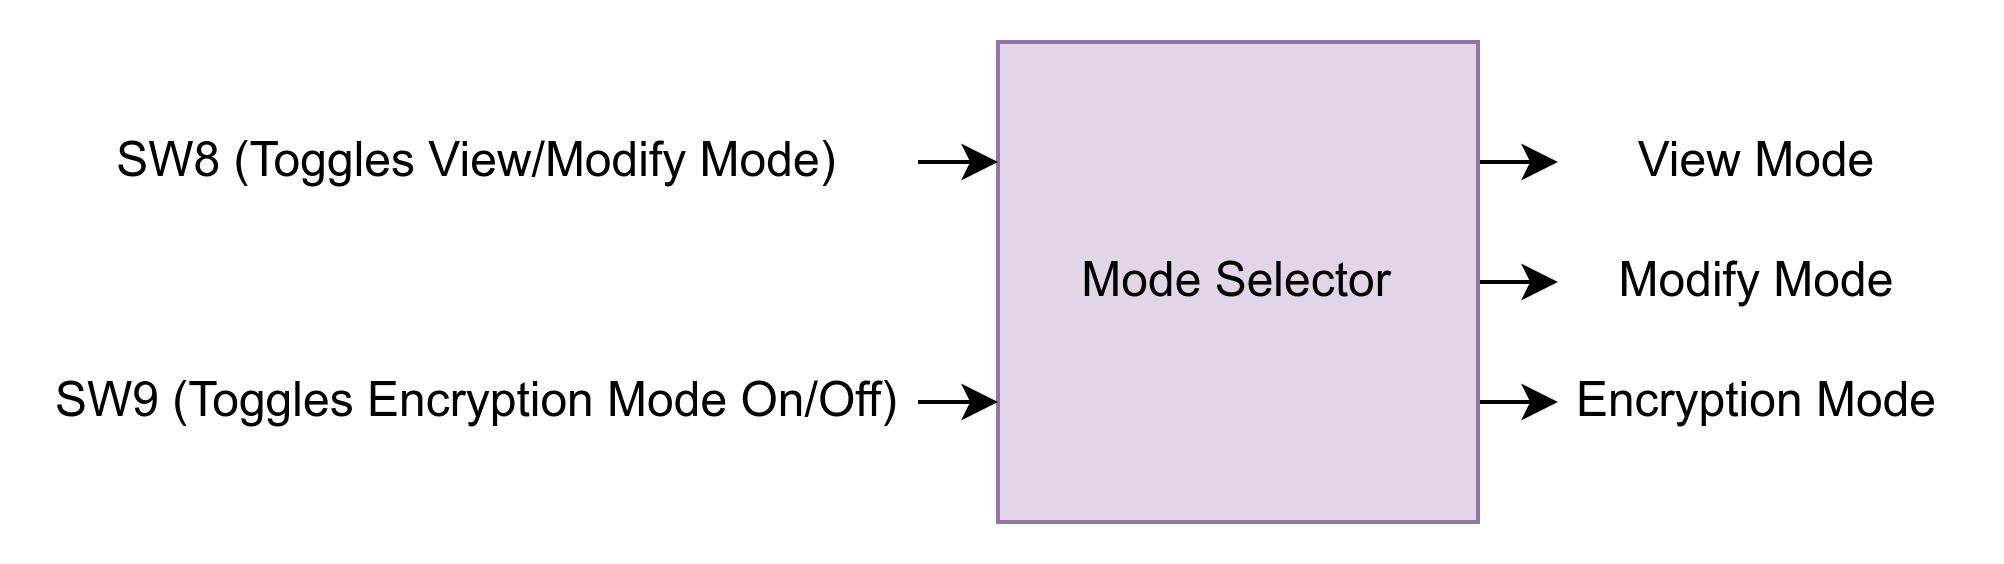 SW8 (Toggles View/Modify Mode)
View Mode
Mode Selector
Modify Mode
SW9 (Toggles Encryption Mode On/Off)
Encryption Mode